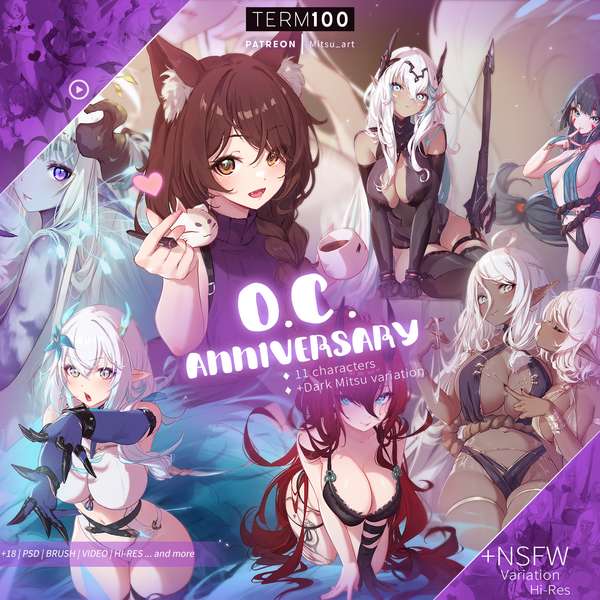 TERM100
PATREON | Mitsu_art
O.C.
ANNIVERSARY
11 characters
+Dark Mitsu variation
+18 | PSD | BRUSH | VIDEO | HI-RES ... and more
+NSFW
Variation
Hi-Res